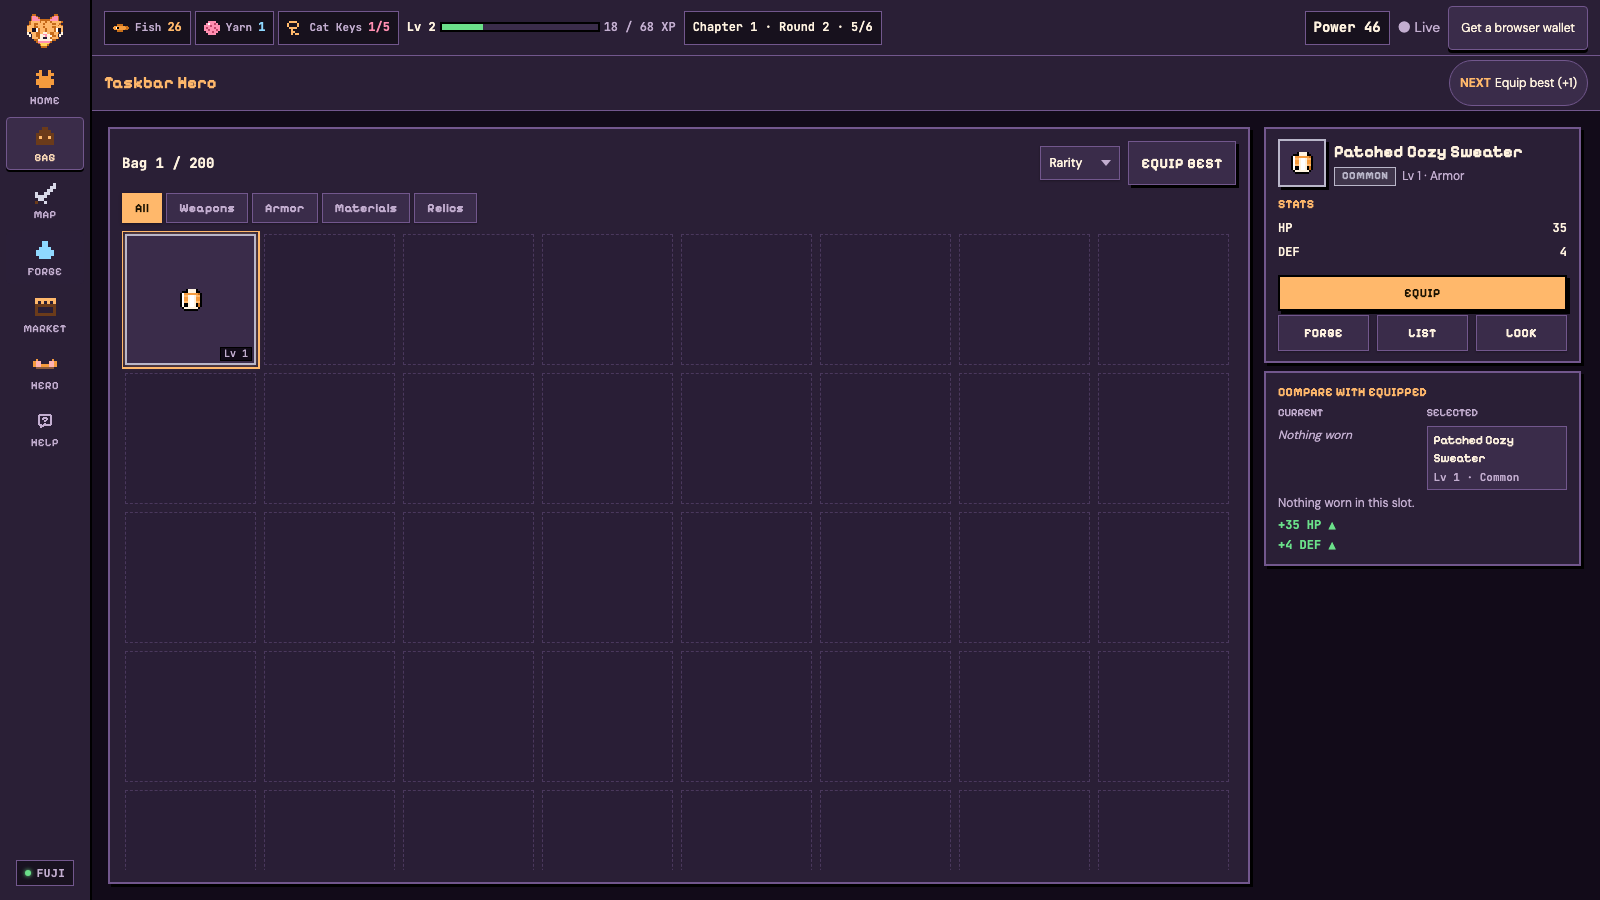 Fish 26
Yarn 1
Cat Keys 1/5
Lv 2
18 / 68 XP
Chapter 1 · Round 2 · 5/6
Power 46
Live
Get a browser wallet
Taskbar Hero
NEXT Equip best (+1)
HOME
BAG
MAP
FORGE
MARKET
HERO
HELP
FUJI
Bag 1 / 200
Rarity
EQUIP BEST
All
Weapons
Armor
Materials
Relics
Lv 1
Patched Cozy Sweater
COMMON
Lv 1 · Armor
STATS
HP 35
DEF 4
EQUIP
FORGE
LIST
LOOK
COMPARE WITH EQUIPPED
CURRENT
SELECTED
Nothing worn
Patched Cozy
Sweater
Lv 1 · Common
Nothing worn in this slot.
+35 HP ▲
+4 DEF ▲